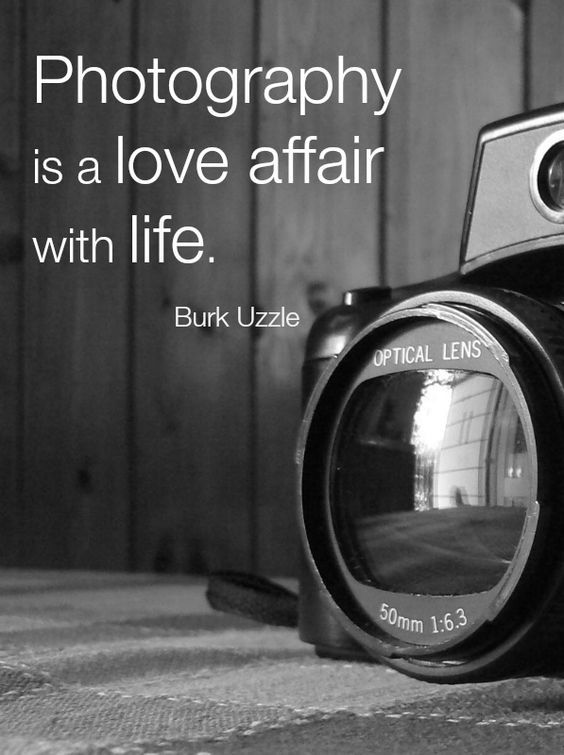 Photography
is a love affair
with life.
Burk Uzzle
OPTICAL LENS
50mm 1:6.3